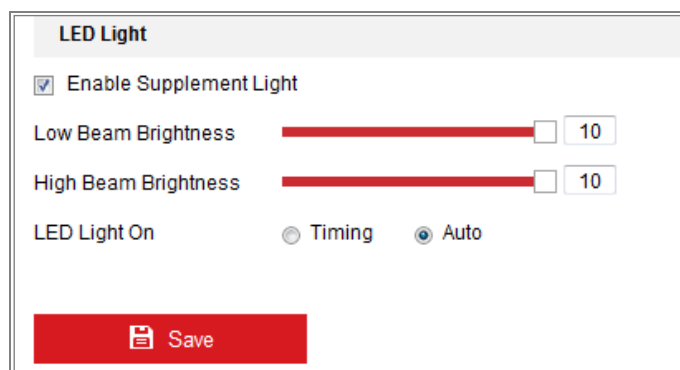 LED Light
Enable Supplement Light
Low Beam Brightness 10
High Beam Brightness 10
LED Light On Timing Auto
Save